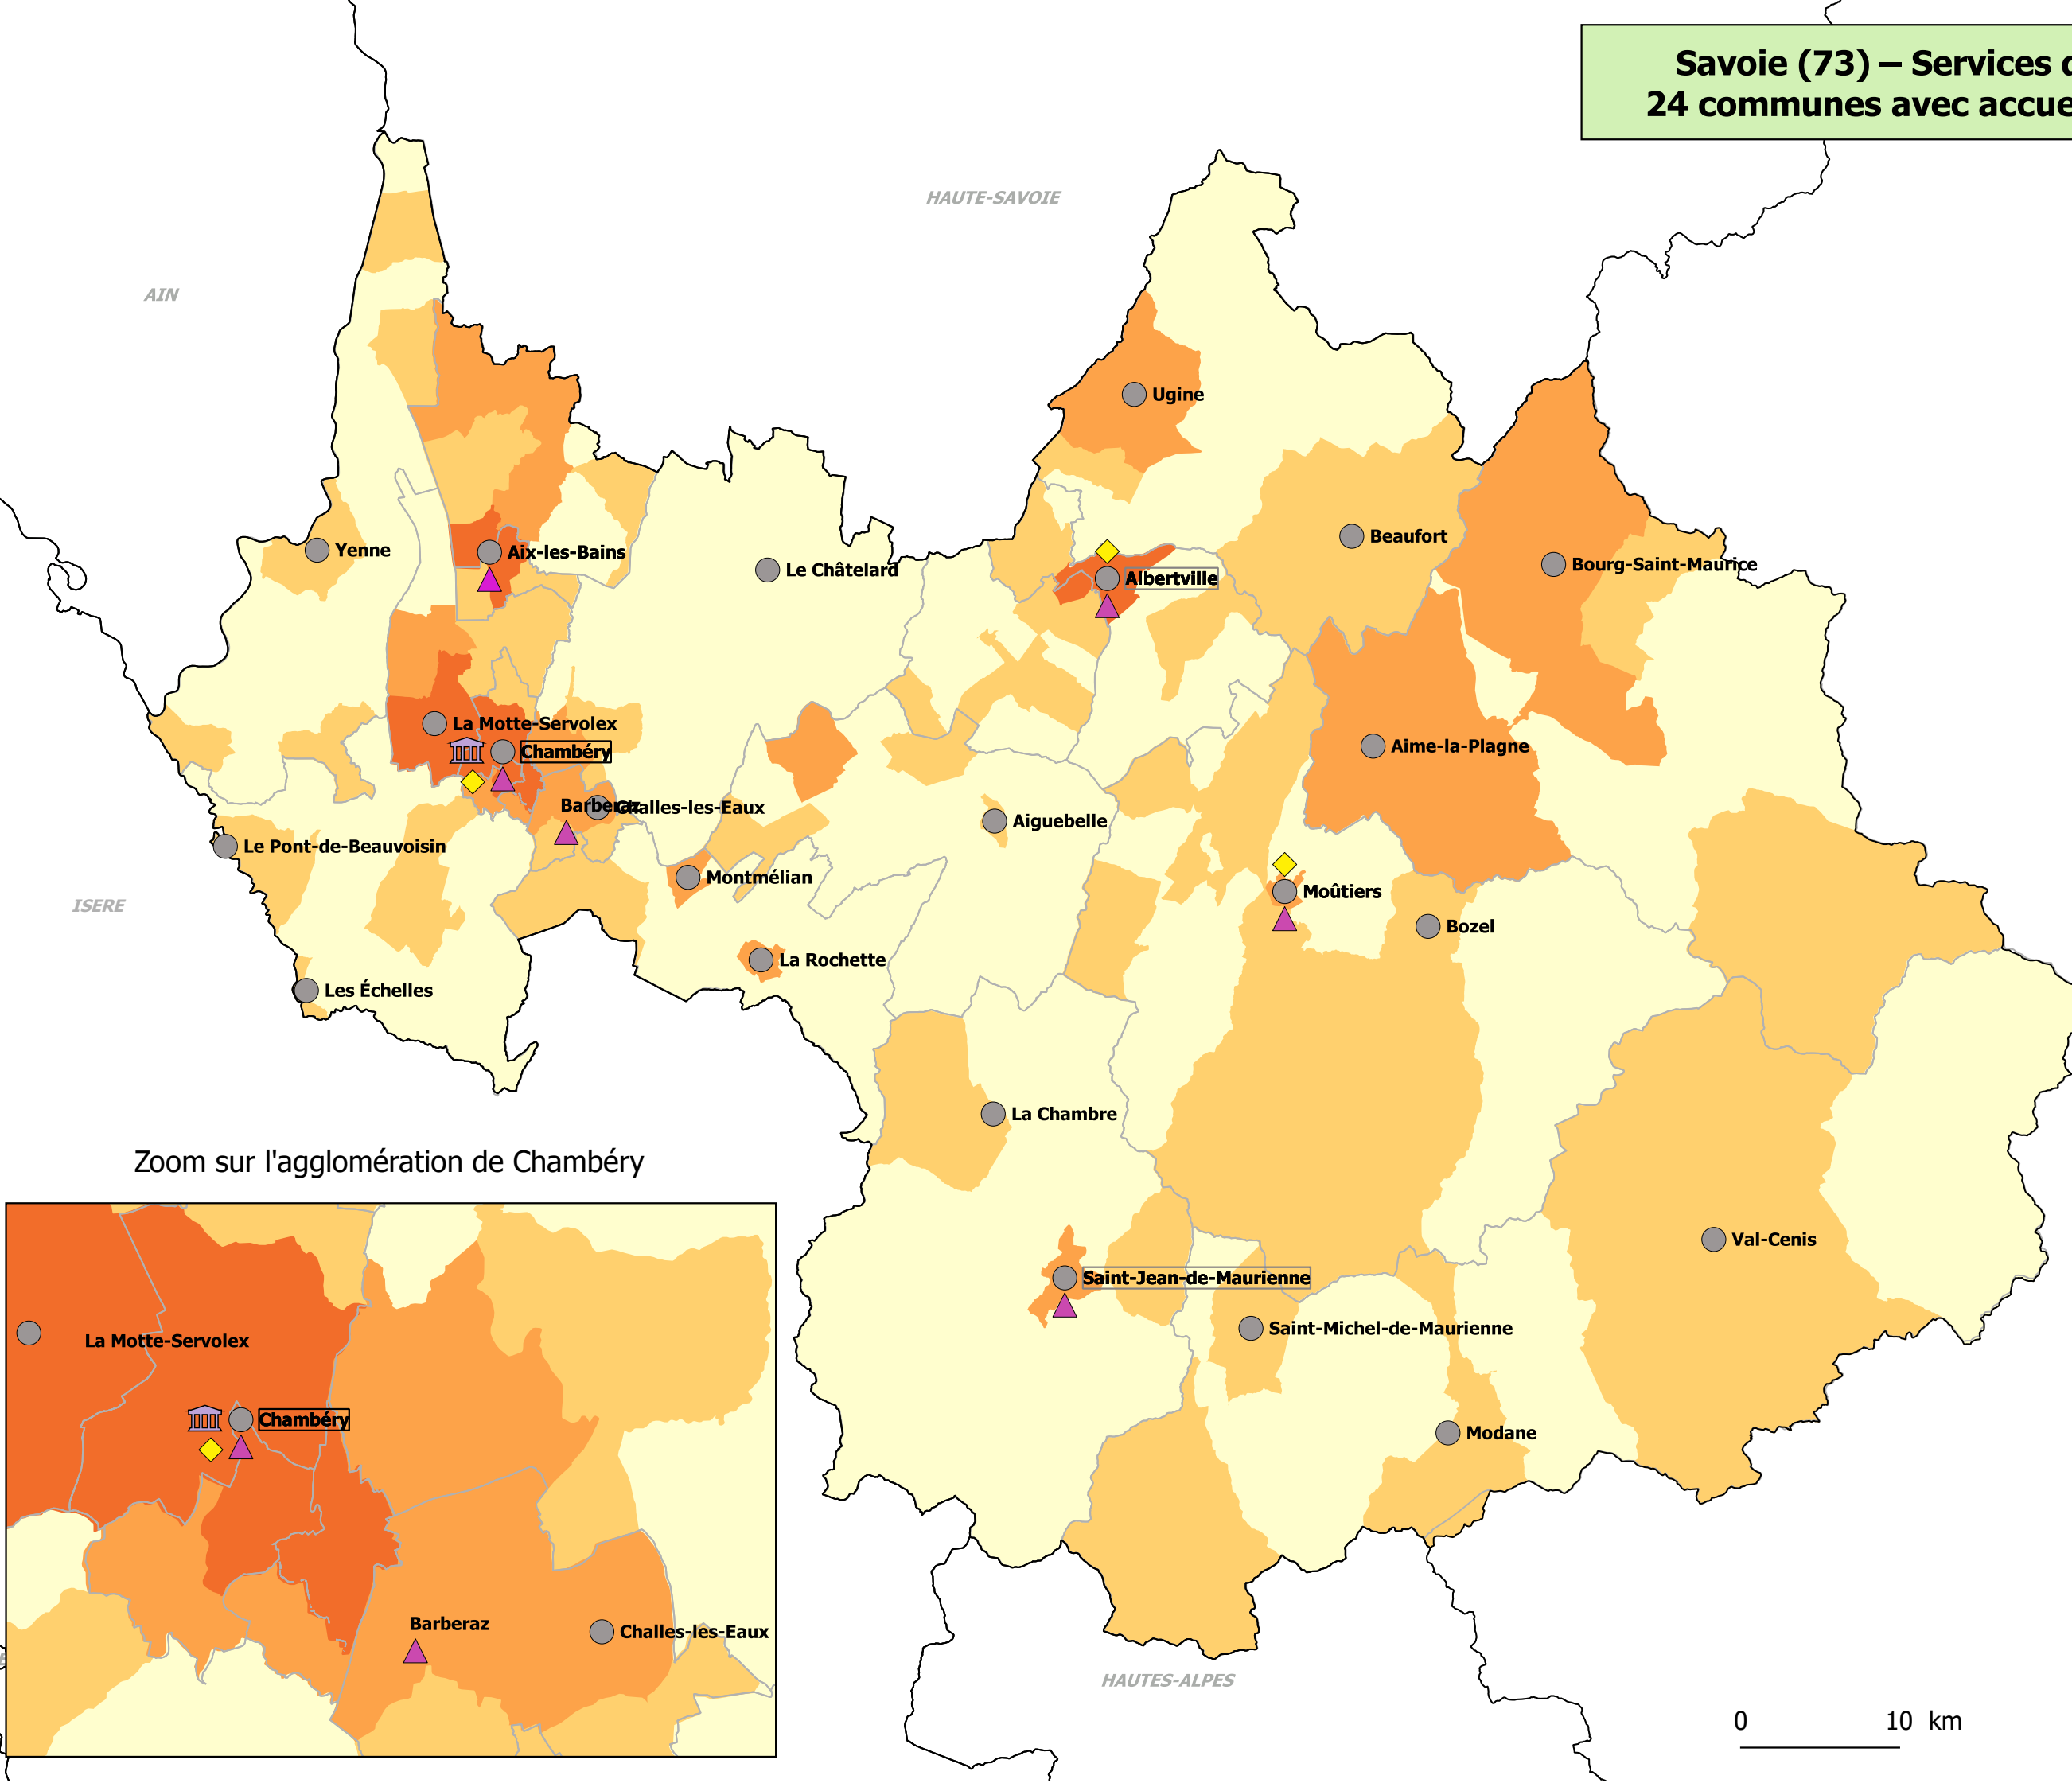 Savoie (73) – Services d
24 communes avec accue
HAUTE-SAVOIE
AIN
Ugine
Yenne
Aix-les-Bains
Le Châtelard
Beaufort
Albertville
Bourg-Saint-Maurice
La Motte-Servolex
Chambéry
Aime-la-Plagne
Barberaz
Challes-les-Eaux
Aiguebelle
Le Pont-de-Beauvoisin
Montmélian
Moûtiers
ISERE
Bozel
La Rochette
Les Échelles
La Chambre
Zoom sur l'agglomération de Chambéry
Val-Cenis
Saint-Jean-de-Maurienne
Saint-Michel-de-Maurienne
La Motte-Servolex
Chambéry
Modane
Barberaz
Challes-les-Eaux
HAUTES-ALPES
0 10 km